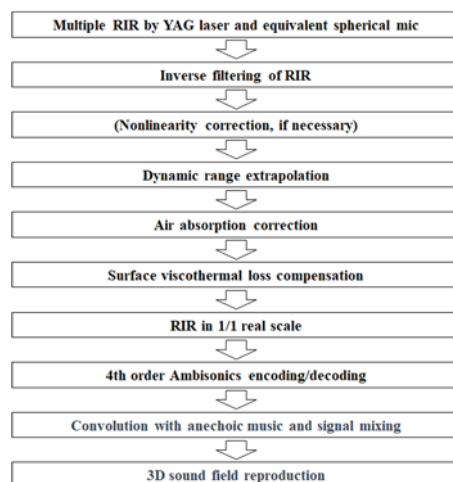 Multiple RIR by YAG laser and equivalent spherical mic
Inverse filtering of RIR
(Nonlinearity correction, if necessary)
Dynamic range extrapolation
Air absorption correction
Surface viscothermal loss compensation
RIR in 1/1 real scale
4th order Ambisonics encoding/decoding
Convolution with anechoic music and signal mixing
3D sound field reproduction